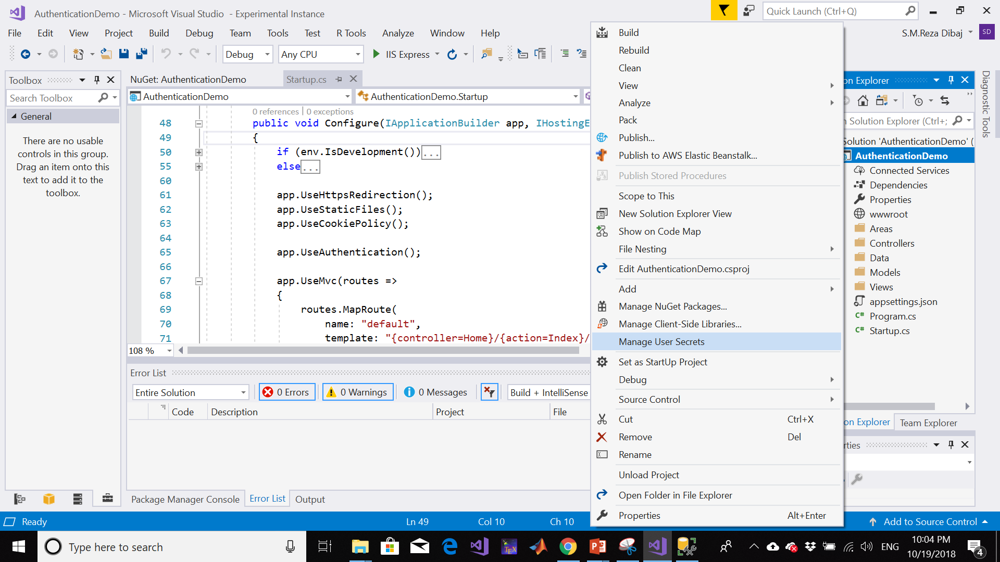 AuthenticationDemo - Microsoft Visual Studio - Experimental Instance
Quick Launch (Ctrl+Q)
File Edit View Project Build Debug Team Tools Test R Tools Analyze Window Help
S.M.Reza Dibaj SD
Debug Any CPU IIS Express
Toolbox
Search Toolbox
General
There are no usable
controls in this group.
Drag an item onto this
text to add it to the
toolbox.
NuGet: AuthenticationDemo Startup.cs
AuthenticationDemo AuthenticationDemo.Startup
0 references | 0 exceptions
48 public void Configure(IApplicationBuilder app, IHostingE
49 {
50 if (env.IsDevelopment())...
55 else...
60
61 app.UseHttpsRedirection();
62 app.UseStaticFiles();
63 app.UseCookiePolicy();
64
65 app.UseAuthentication();
66
67 app.UseMvc(routes =>
68 {
69 routes.MapRoute(
70 name: "default",
71 template: "{controller=Home}/{action=Index}/
108 %
Error List
Entire Solution 0 Errors 0 Warnings 0 Messages Build + IntelliSense
Code Description Project File
Package Manager Console Error List Output
Build
Rebuild
Clean
View
Analyze
Pack
Publish...
Publish to AWS Elastic Beanstalk...
Publish Stored Procedures
Scope to This
New Solution Explorer View
Show on Code Map
File Nesting
Edit AuthenticationDemo.csproj
Add
Manage NuGet Packages...
Manage Client-Side Libraries...
Manage User Secrets
Set as StartUp Project
Debug
Source Control
Cut Ctrl+X
Remove Del
Rename
Unload Project
Open Folder in File Explorer
Properties Alt+Enter
on Explorer
Solution Explorer (Ctrl+;
Solution 'AuthenticationDemo' (
AuthenticationDemo
Connected Services
Dependencies
Properties
wwwroot
Areas
Controllers
Data
Models
Views
appsettings.json
C# Program.cs
C# Startup.cs
on Explorer Team Explorer
rties
Diagnostic Tools
Ready Ln 49 Col 10 Ch 10 Add to Source Control
Type here to search
TEX
ENG
10:04 PM
10/19/2018
4